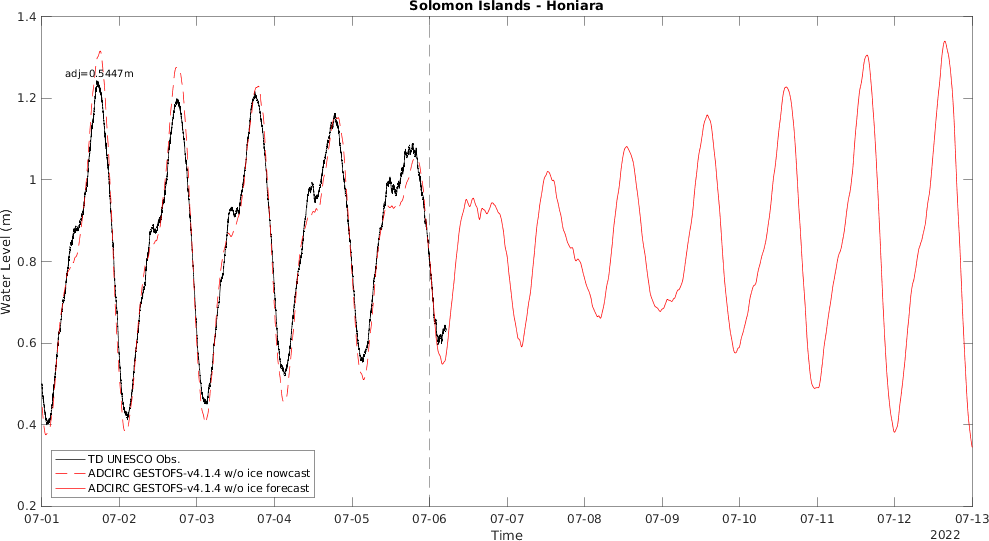 Solomon Islands - Honiara
adj=0.5447m
Water Level (m)
1.4
1.2
1
0.8
0.6
0.4
0.2
TD UNESCO Obs.
ADCIRC GESTOFS-v4.1.4 w/o ice nowcast
ADCIRC GESTOFS-v4.1.4 w/o ice forecast
07-01 07-02 07-03 07-04 07-05 07-06 07-07 07-08 07-09 07-10 07-11 07-12 07-13
Time
2022